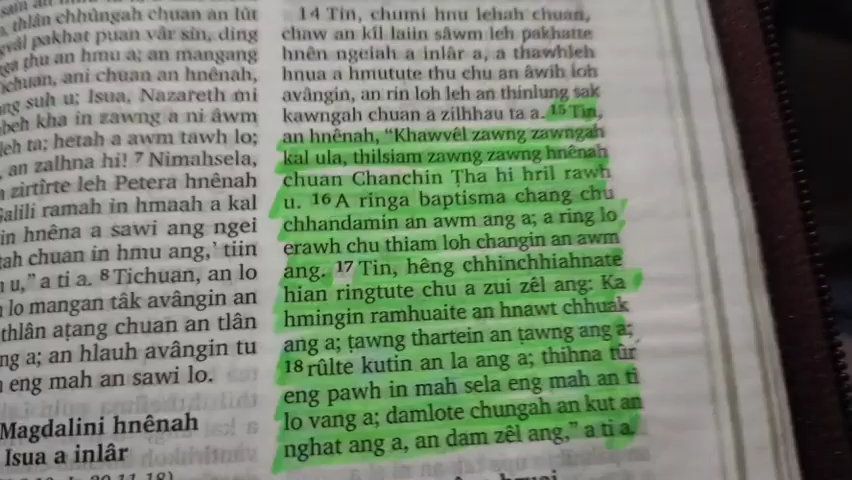 thlân chhûngah chuan an lût
pakhat puan vâr sin, ding
thu an hmu a; an mangang
ani chuan an hnênah,
suh u; Isua, Nazareth mi
kha in zawng a ni âwm
ta; hetah a awm tawh lo;
an zalhna hi! 7 Nimahsela,
zirtîrte leh Petera hnênah
ramah in hmaah a kal
in hnêna a sawi ang ngei
chuan in hmu ang,’ tiin
u,” a ti a. 8 Tichuan, an lo
lo mangan tâk avângin an
thlân aṭang chuan an tlân
a; an hlauh avângin tu
eng mah an sawi lo.
Magdalini hnênah
Isua a inlâr
14 Tin, chumi hnu lehah chuan,
chaw an kîl laiin sâwm leh pakhatte
hnên ngeiah a inlâr a, a thawhleh
hnua a hmutute thu chu an âwih loh
avângin, an rin loh leh an thinlung sak
kawngah chuan a zilhhau ta a. 15 Tin,
an hnênah, “Khawvêl zawng zawngah
kal ula, thilsiam zawng zawng hnênah
chuan Chanchin Ṭha hi hril rawh
u. 16 A ringa baptisma chang chu
chhandamin an awm ang a; a ring lo
erawh chu thiam loh changin an awm
ang. 17 Tin, hêng chhinchhiahnate
hian ringtute chu a zui zêl ang: Ka
hmingin ramhuaite an hnawt chhuak
ang a; ṭawng thartein an ṭawng ang a;
18 rûlte kutin an la ang a; thihna tûr
eng pawh in mah sela eng mah an ti
lo vang a; damlote chungah an kut an
nghat ang a, an dam zêl ang,” a ti a.